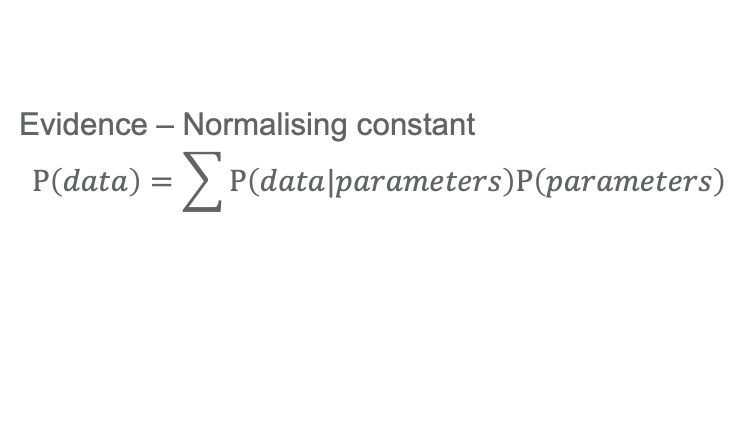 Evidence – Normalising constant
P(data) = ∑ P(data|parameters)P(parameters)